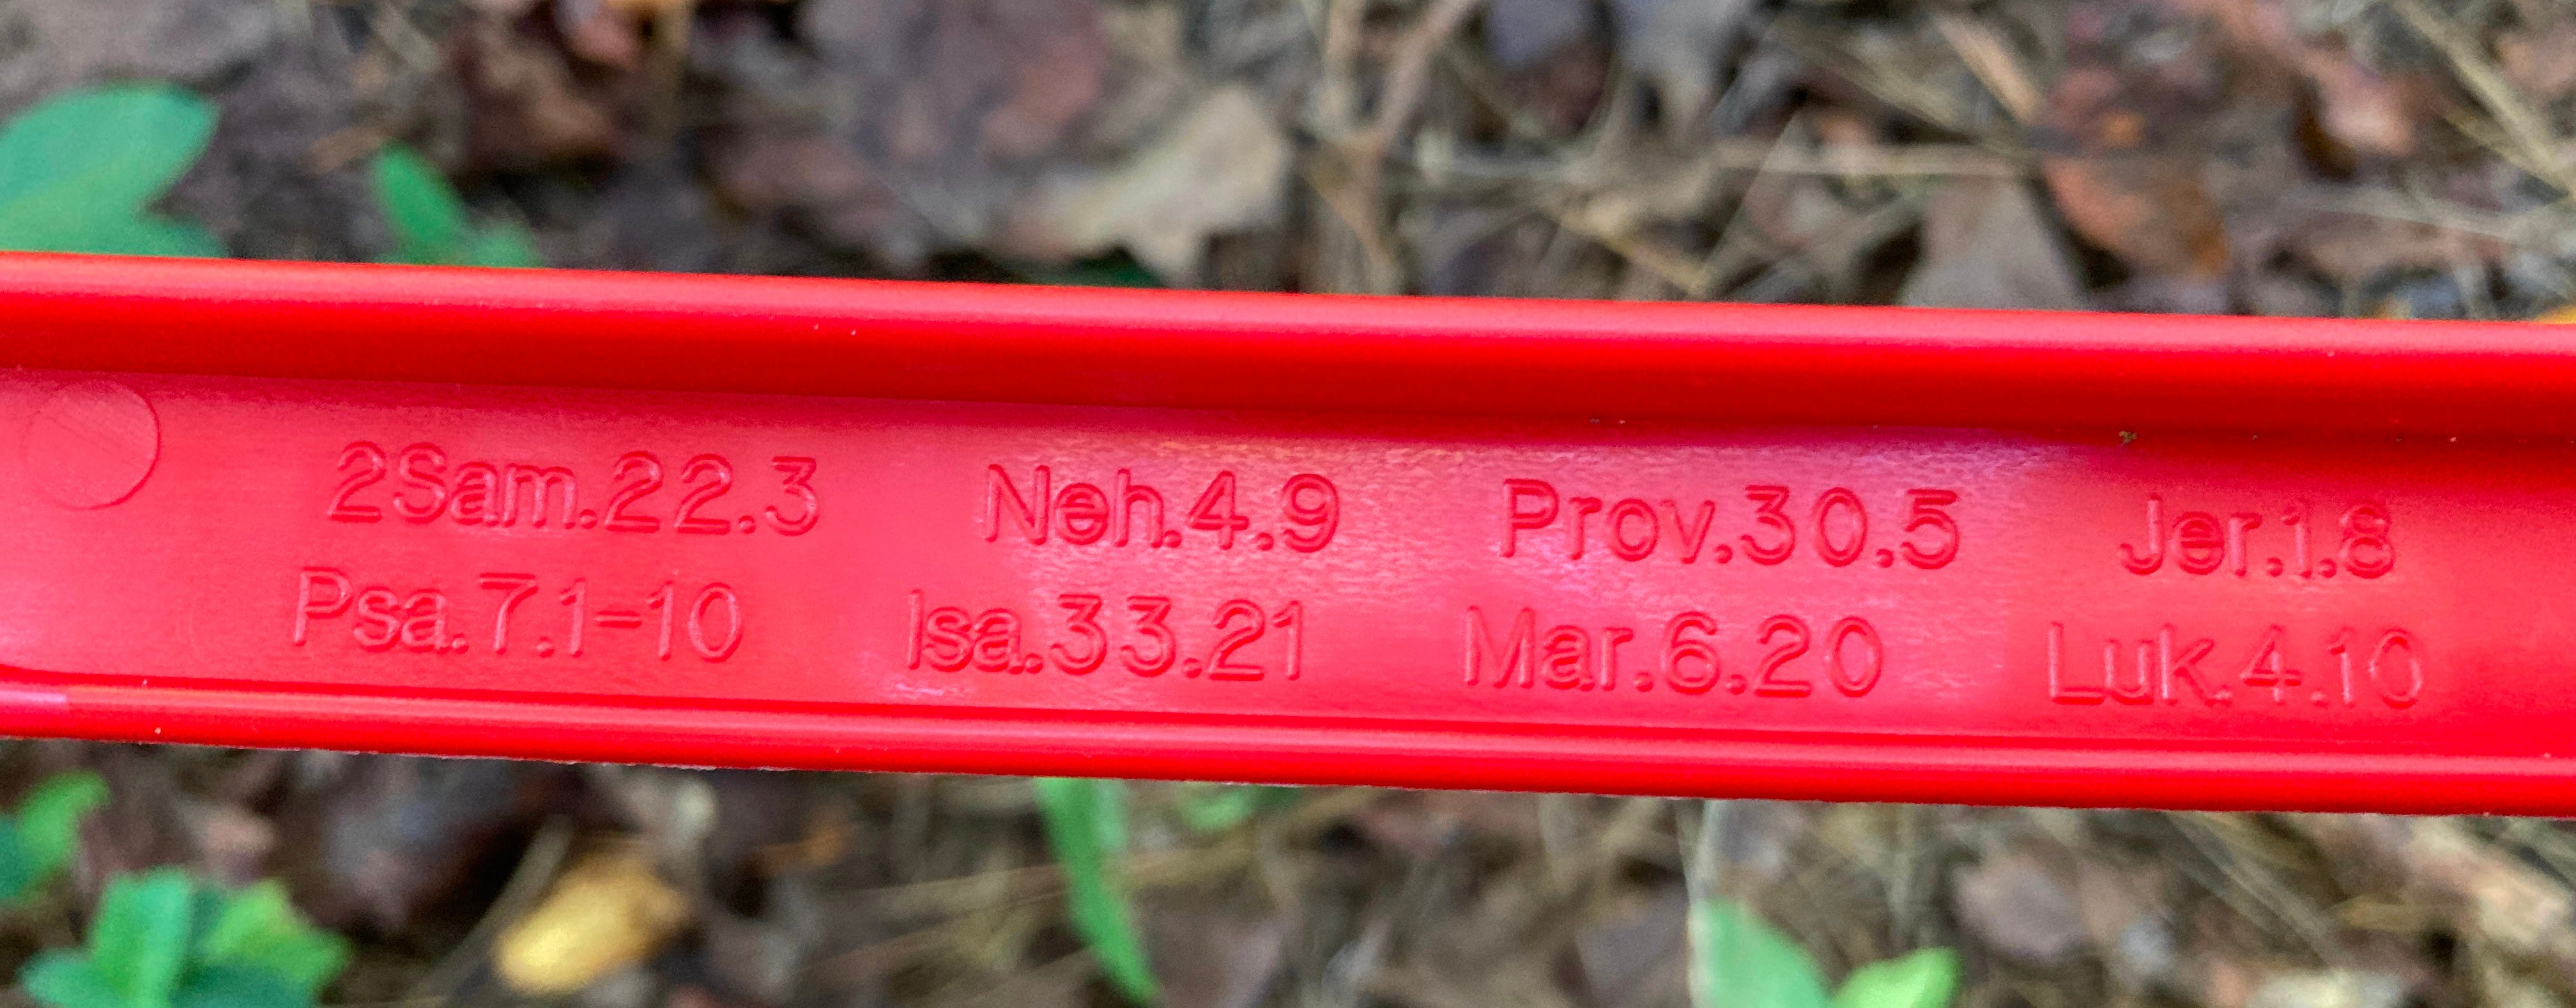 2Sam.22.3 Neh.4.9 Prov.30.5 Jer.1.8
Psa.7.1-10 Isa.33.21 Mar.6.20 Luk.4.10